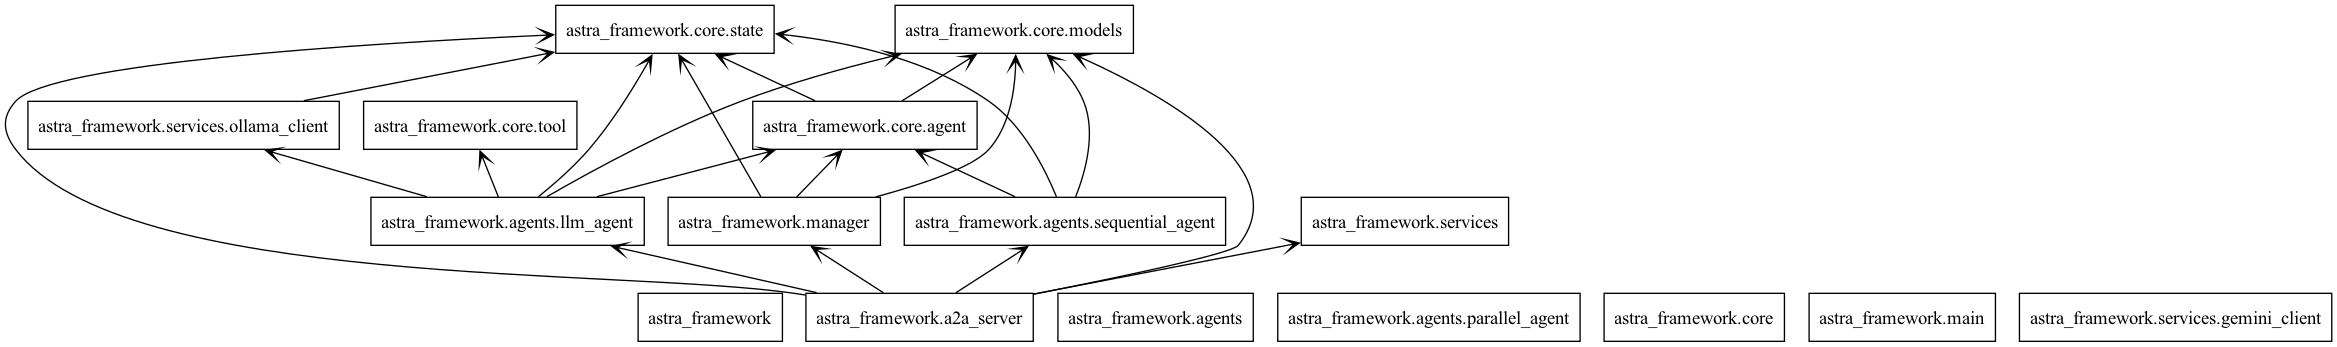 astra_framework.core.state
astra_framework.core.models
astra_framework.services.ollama_client
astra_framework.core.tool
astra_framework.core.agent
astra_framework.agents.llm_agent
astra_framework.manager
astra_framework.agents.sequential_agent
astra_framework.services
astra_framework
astra_framework.a2a_server
astra_framework.agents
astra_framework.agents.parallel_agent
astra_framework.core
astra_framework.main
astra_framework.services.gemini_client